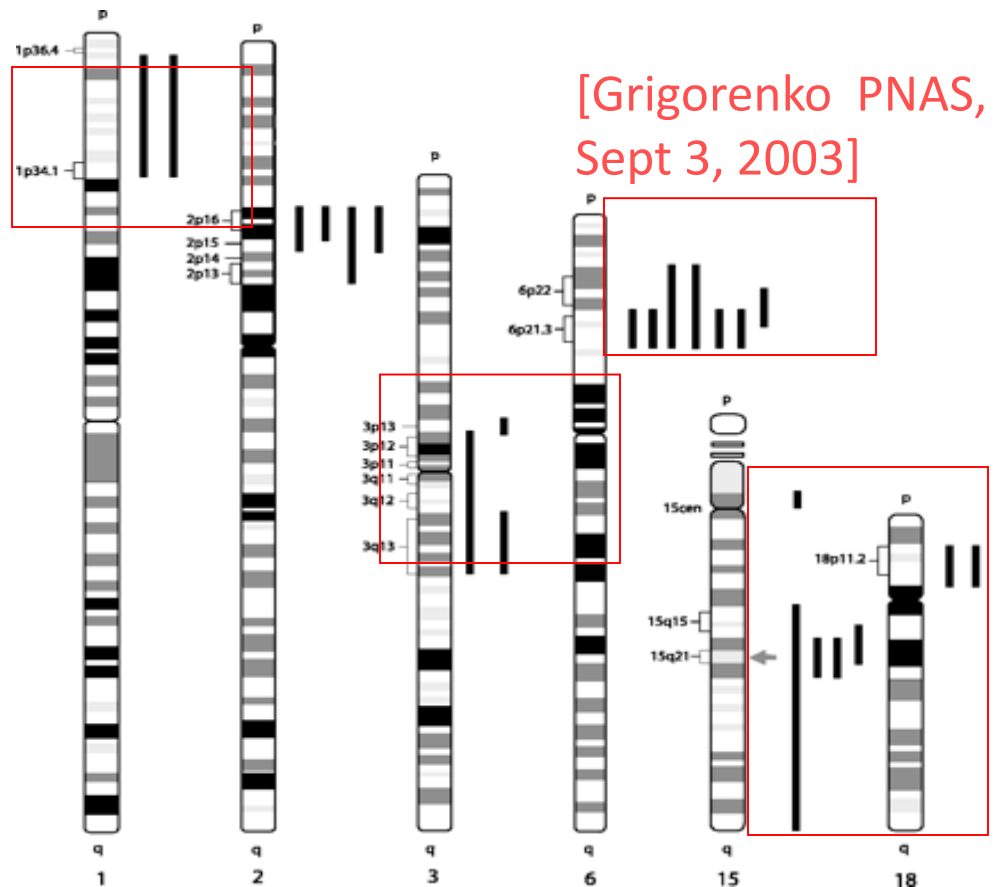 [Grigorenko PNAS,
Sept 3, 2003]
p
1p36.4
1p34.1
q
1
p
2p16
2p15
2p14
2p13
q
2
p
3p13
3p12
3p11
3q11
3q12
3q13
q
3
p
6p22
6p21.3
q
6
p
15cen
15q15
15q21
q
15
p
18p11.2
q
18